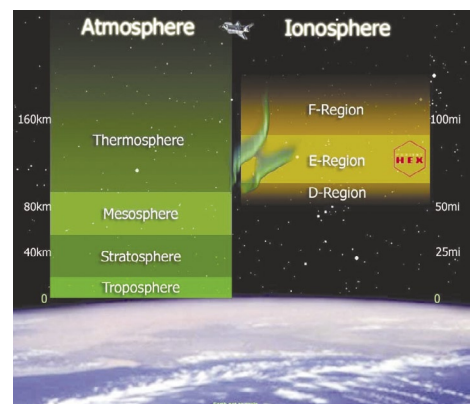 Atmosphere Ionosphere
F-Region
160km 100mi
Thermosphere E-Region HEX
D-Region
80km 50mi
Mesosphere
40km 25mi
Stratosphere
Troposphere
0 0